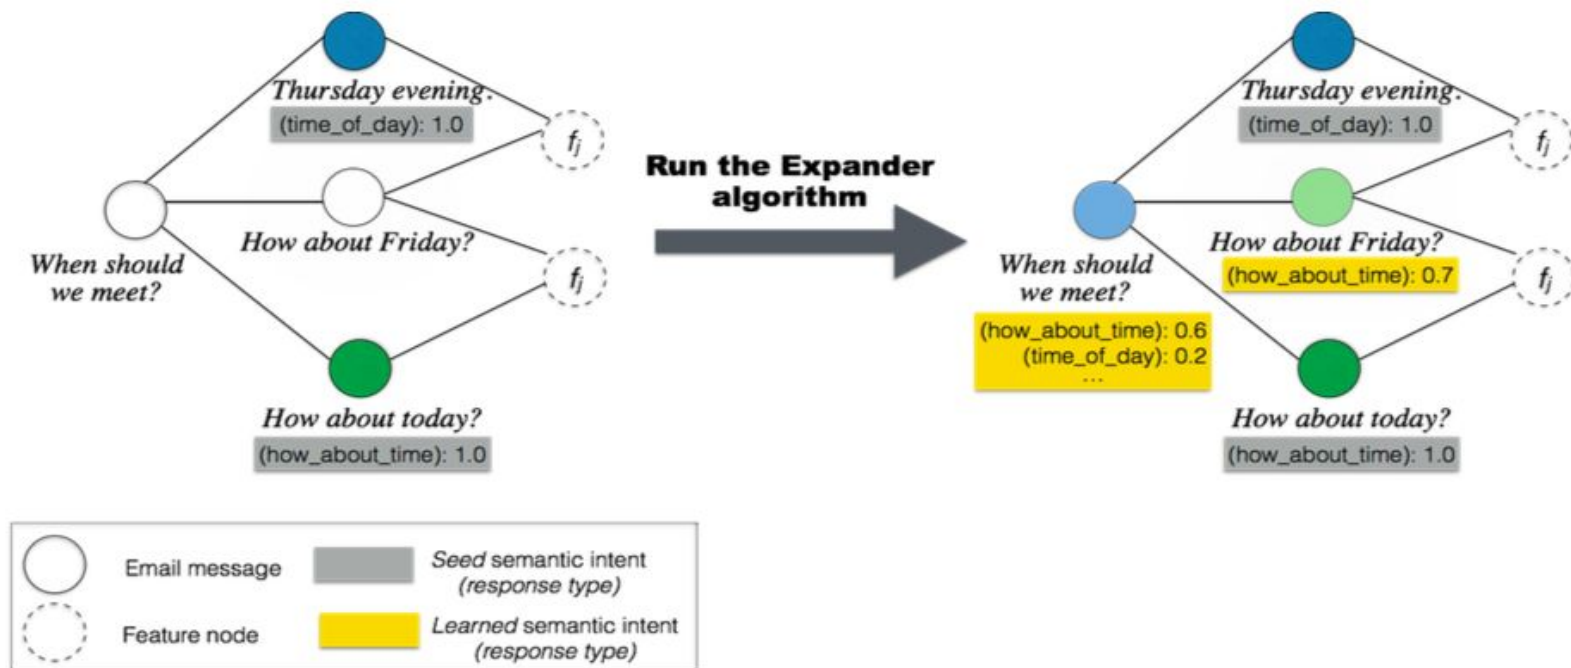 Thursday evening.
(time_of_day): 1.0
fj
How about Friday?
When should
we meet?
fj
How about today?
(how_about_time): 1.0
Run the Expander
algorithm
Thursday evening.
(time_of_day): 1.0
fj
How about Friday?
(how_about_time): 0.7
When should
we meet?
(how_about_time): 0.6
(time_of_day): 0.2
...
fj
How about today?
(how_about_time): 1.0
Email message
Seed semantic intent
(response type)
Feature node
Learned semantic intent
(response type)